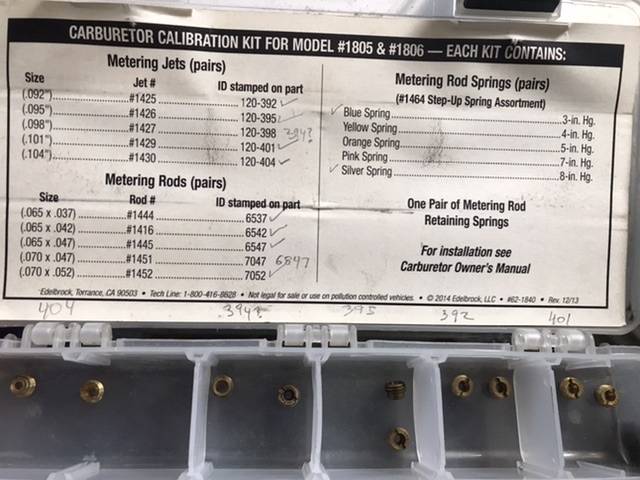 CARBURETOR CALIBRATION KIT FOR MODEL #1805 & #1806 — EACH KIT CONTAINS:
Metering Jets (pairs)
Size Jet # ID stamped on part
(.092") #1425 120-392 ✓
(.095") #1426 120-395 ✓
(.098") #1427 120-398 394?
(.101") #1429 120-401 ✓
(.104") #1430 120-404 ✓
Metering Rods (pairs)
Size Rod # ID stamped on part
(.065 x .037) #1444 6537 ✓
(.065 x .042) #1416 6542 ✓
(.065 x .047) #1445 6547 ✓
(.070 x .047) #1451 7047 6847
(.070 x .052) #1452 7052 ✓
Metering Rod Springs (pairs)
(#1464 Step-Up Spring Assortment)
✓ Blue Spring 3-in. Hg.
Yellow Spring 4-in. Hg.
Orange Spring 5-in. Hg.
Pink Spring 7-in. Hg.
✓ Silver Spring 8-in. Hg.
One Pair of Metering Rod
Retaining Springs
For installation see
Carburetor Owner's Manual
Edelbrock, Torrance, CA 90503 • Tech Line: 1-800-416-8628 • Not legal for sale or use on pollution controlled vehicles. • © 2014 Edelbrock, LLC • #62-1840 • Rev. 12/13
404 394? 395 392 401